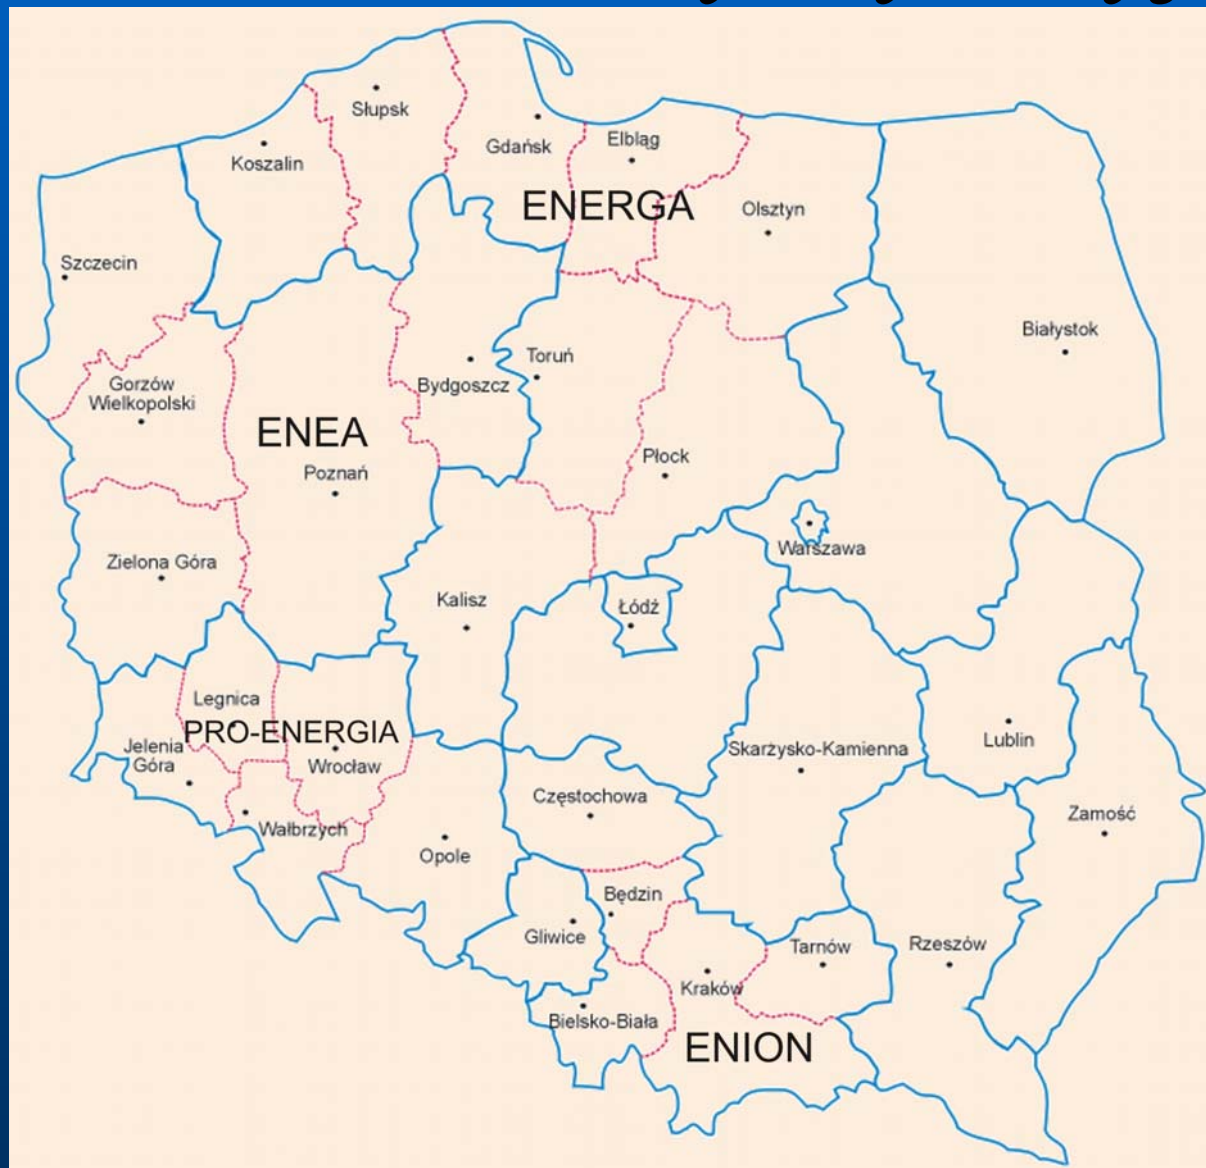 Słupsk
Gdańsk
Elbląg
Koszalin
ENERGA
Olsztyn
Szczecin
Białystok
Toruń
Bydgoszcz
Gorzów
Wielkopolski
ENEA
Płock
Poznań
Warszawa
Zielona Góra
Kalisz
Łódź
Legnica
PRO-ENERGIA
Jelenia
Góra
Wrocław
Skarżysko-Kamienna
Lublin
Częstochowa
Zamość
Wałbrzych
Opole
Będzin
Gliwice
Tarnów
Rzeszów
Kraków
Bielsko-Biała
ENION